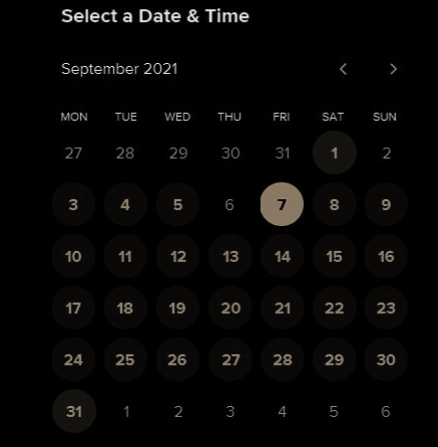 Select a Date & Time
September 2021
MON TUE WED THU FRI SAT SUN
27 28 29 30 31 1 2
3 4 5 6 7 8 9
10 11 12 13 14 15 16
17 18 19 20 21 22 23
24 25 26 27 28 29 30
31 1 2 3 4 5 6